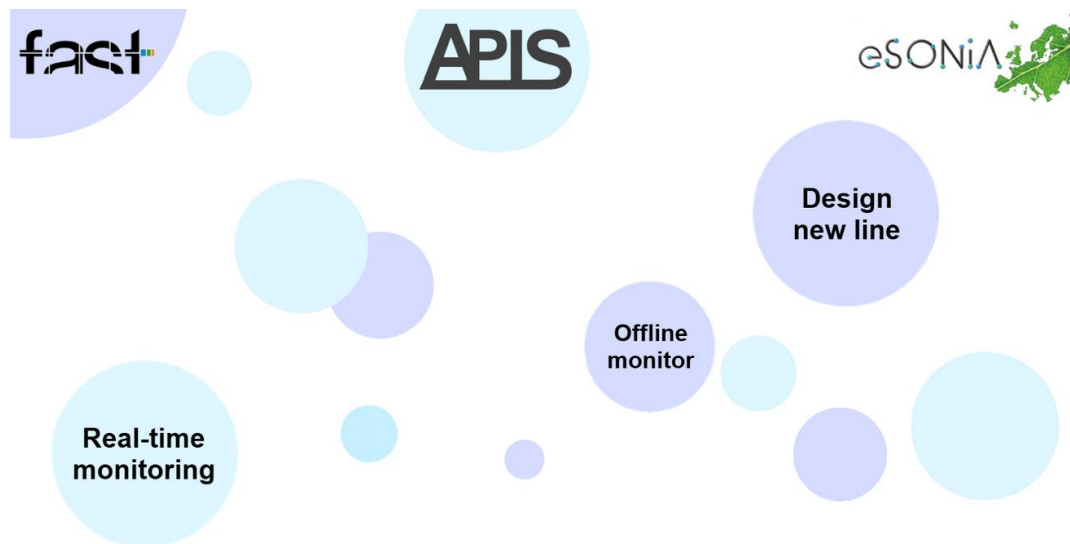 fast
APIS
eSONiA
Design
new line
Offline
monitor
Real-time
monitoring